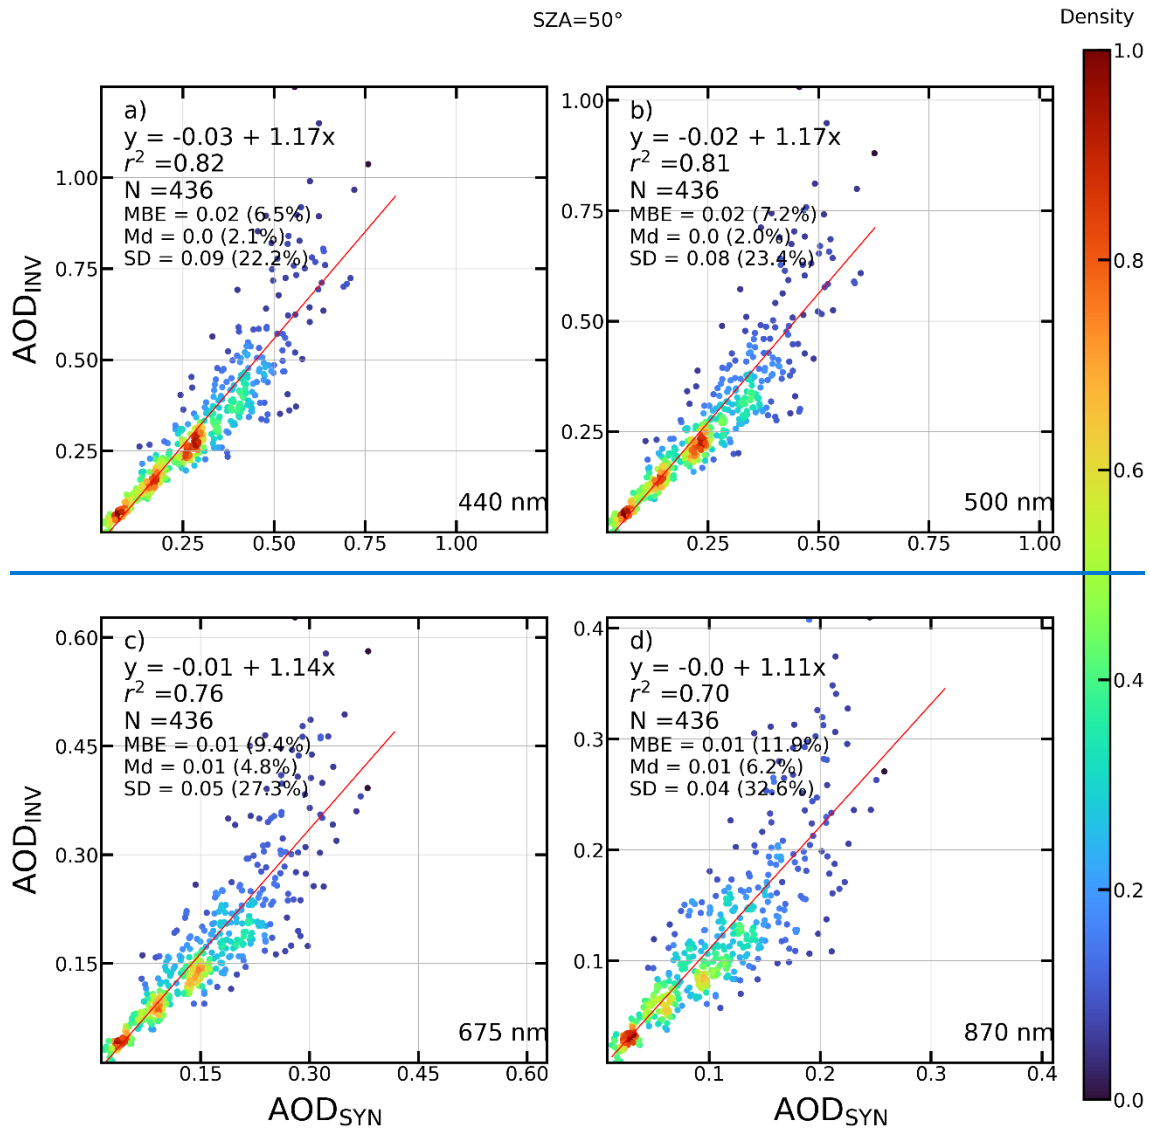 SZA=50°
Density
a)
y = -0.03 + 1.17x
r² =0.82
N =436
MBE = 0.02 (6.5%)
Md = 0.0 (2.1%)
SD = 0.09 (22.2%)
440 nm
1.00
0.75
0.50
0.25
AOD_INV
0.25 0.50 0.75 1.00
b)
y = -0.02 + 1.17x
r² =0.81
N =436
MBE = 0.02 (7.2%)
Md = 0.0 (2.0%)
SD = 0.08 (23.4%)
500 nm
1.00
0.75
0.50
0.25
0.25 0.50 0.75 1.00
c)
y = -0.01 + 1.14x
r² =0.76
N =436
MBE = 0.01 (9.4%)
Md = 0.01 (4.8%)
SD = 0.05 (27.3%)
675 nm
0.60
0.45
0.30
0.15
AOD_INV
0.15 0.30 0.45 0.60
AOD_SYN
d)
y = -0.0 + 1.11x
r² =0.70
N =436
MBE = 0.01 (11.9%)
Md = 0.01 (6.2%)
SD = 0.04 (32.6%)
870 nm
0.4
0.3
0.2
0.1
0.1 0.2 0.3 0.4
AOD_SYN
1.0
0.8
0.6
0.4
0.2
0.0